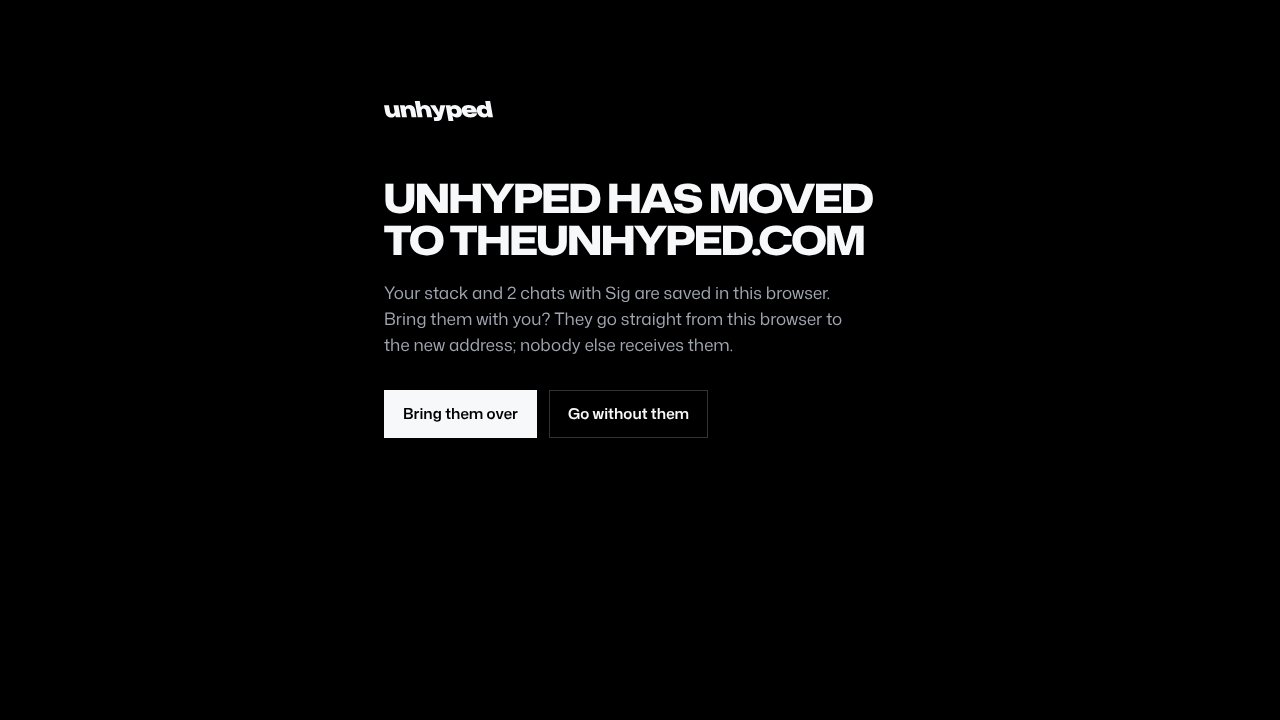 unhyped
UNHYPED HAS MOVED
TO THEUNHYPED.COM
Your stack and 2 chats with Sig are saved in this browser.
Bring them with you? They go straight from this browser to
the new address; nobody else receives them.
Bring them over
Go without them